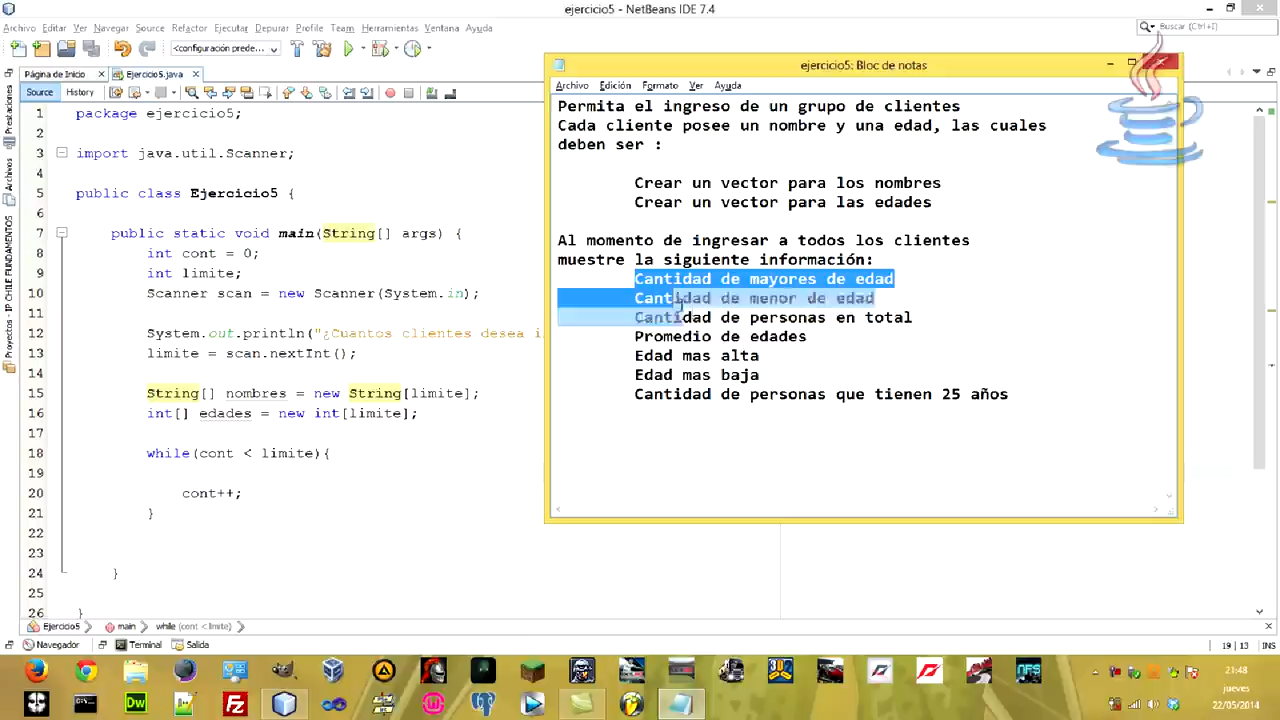 ejercicio5 - NetBeans IDE 7.4
Archivo Editar Ver Navegar Source Refactor Ejecutar Depurar Profile Team Herramientas Ventana Ayuda
Buscar (Ctrl+I)
<configuración prede...
Página de Inicio
Ejercicio5.java
Source History
Prestaciones
Archivos
Proyectos - IP CHILE FUNDAMENTOS
1 package ejercicio5;
2
3 import java.util.Scanner;
4
5 public class Ejercicio5 {
6
7 public static void main(String[] args) {
8 int cont = 0;
9 int limite;
10 Scanner scan = new Scanner(System.in);
11
12 System.out.println("¿Cuantos clientes desea i
13 limite = scan.nextInt();
14
15 String[] nombres = new String[limite];
16 int[] edades = new int[limite];
17
18 while(cont < limite){
19
20 cont++;
21 }
22
23
24 }
25
26 }
ejercicio5: Bloc de notas
Archivo Edición Formato Ver Ayuda
Permita el ingreso de un grupo de clientes
Cada cliente posee un nombre y una edad, las cuales
deben ser :
Crear un vector para los nombres
Crear un vector para las edades
Al momento de ingresar a todos los clientes
muestre la siguiente información:
Cantidad de mayores de edad
Cantidad de menor de edad
Cantidad de personas en total
Promedio de edades
Edad mas alta
Edad mas baja
Cantidad de personas que tienen 25 años
Ejercicio5 main while (cont < limite)
Navegador Terminal Salida
19 | 13 INS
21:48
jueves
22/05/2014